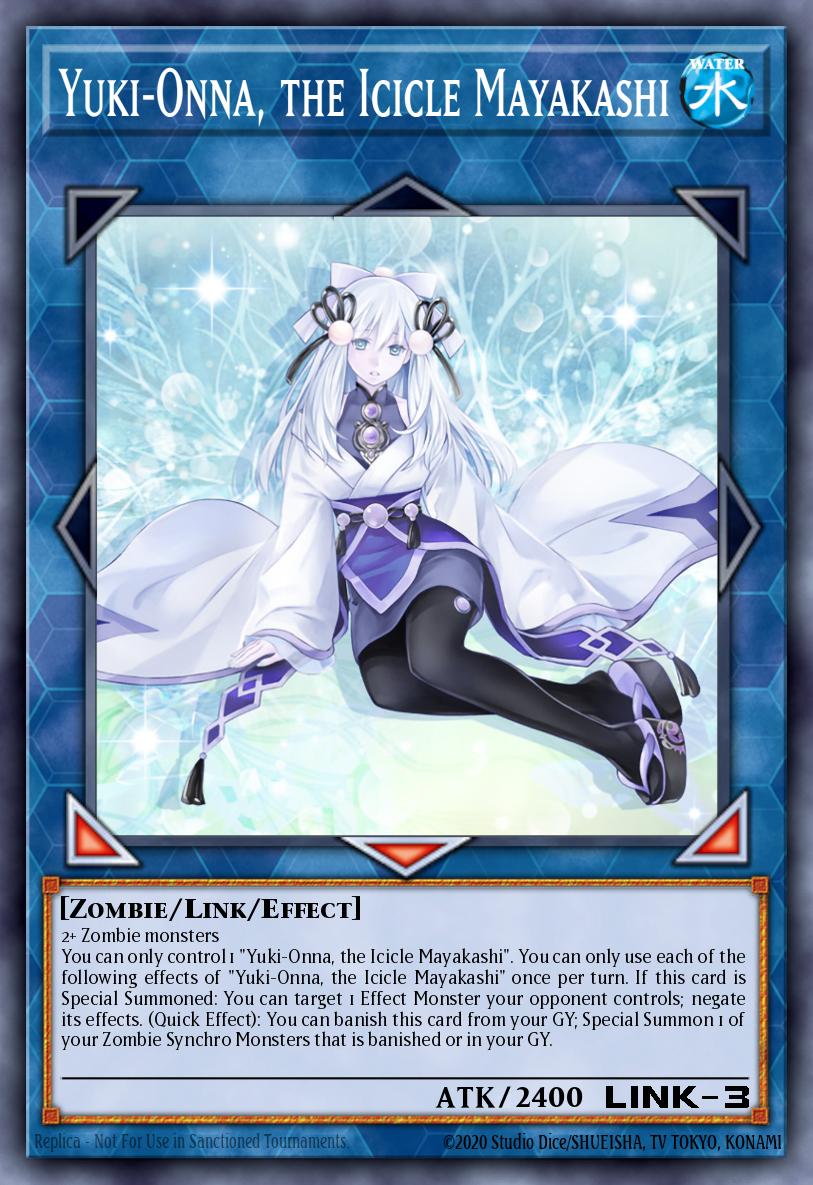 Yuki-Onna, the Icicle Mayakashi
WATER
水
[Zombie/Link/Effect]
2+ Zombie monsters
You can only control 1 "Yuki-Onna, the Icicle Mayakashi". You can only use each of the
following effects of "Yuki-Onna, the Icicle Mayakashi" once per turn. If this card is
Special Summoned: You can target 1 Effect Monster your opponent controls; negate
its effects. (Quick Effect): You can banish this card from your GY; Special Summon 1 of
your Zombie Synchro Monsters that is banished or in your GY.
ATK/2400 LINK-3
Replica - Not For Use in Sanctioned Tournaments.
©2020 Studio Dice/SHUEISHA, TV TOKYO, KONAMI